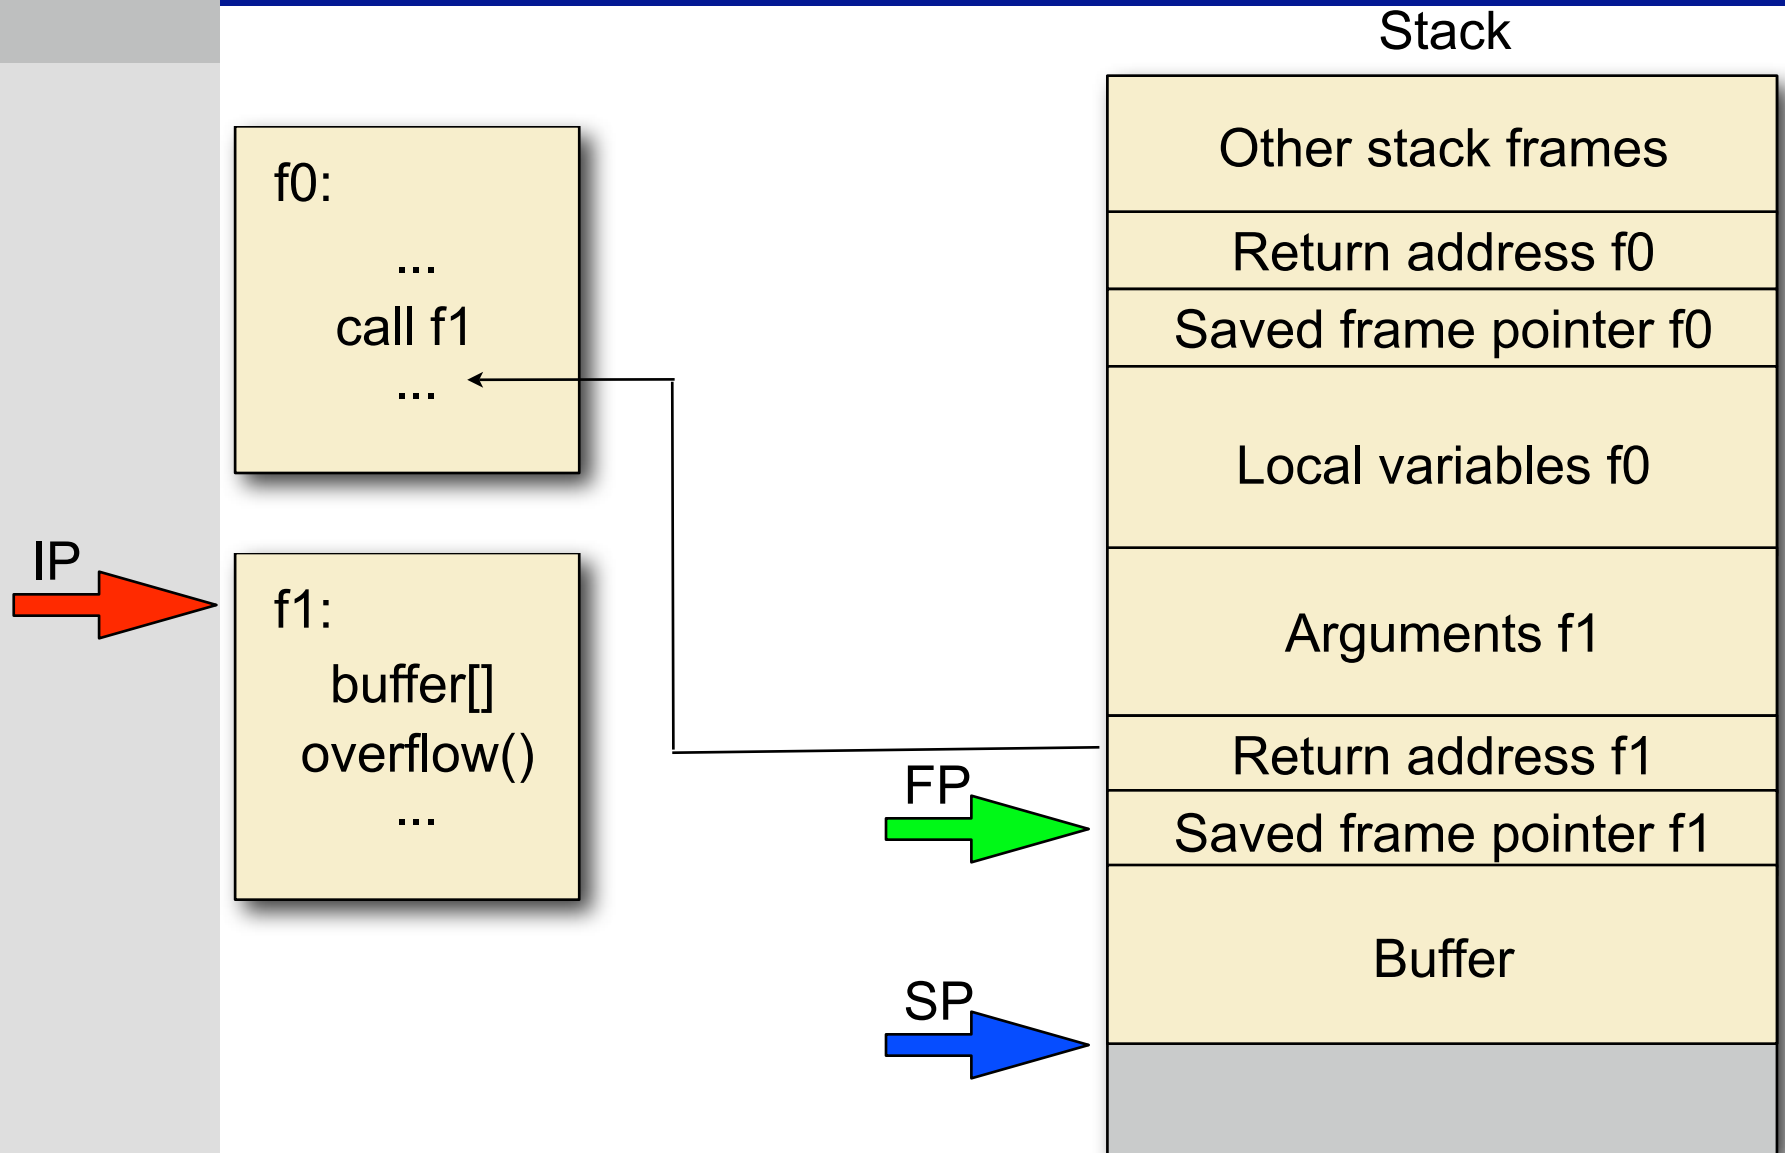 Stack
f0:
...
call f1
...
IP
f1:
buffer[]
overflow()
...
FP
SP
Other stack frames
Return address f0
Saved frame pointer f0
Local variables f0
Arguments f1
Return address f1
Saved frame pointer f1
Buffer